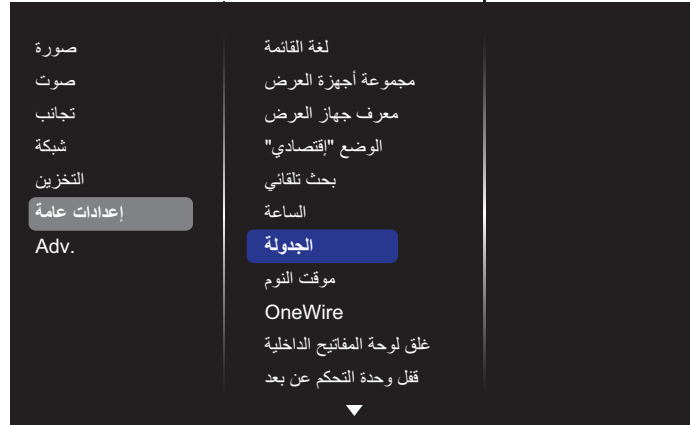 صورة
صوت
تجانب
شبكة
التخزين
إعدادات عامة
Adv.
لغة القائمة
مجموعة أجهزة العرض
معرف جهاز العرض
الوضع "إقتصادي"
بحث تلقائي
الساعة
الجدولة
موقت النوم
OneWire
غلق لوحة المفاتيح الداخلية
قفل وحدة التحكم عن بعد